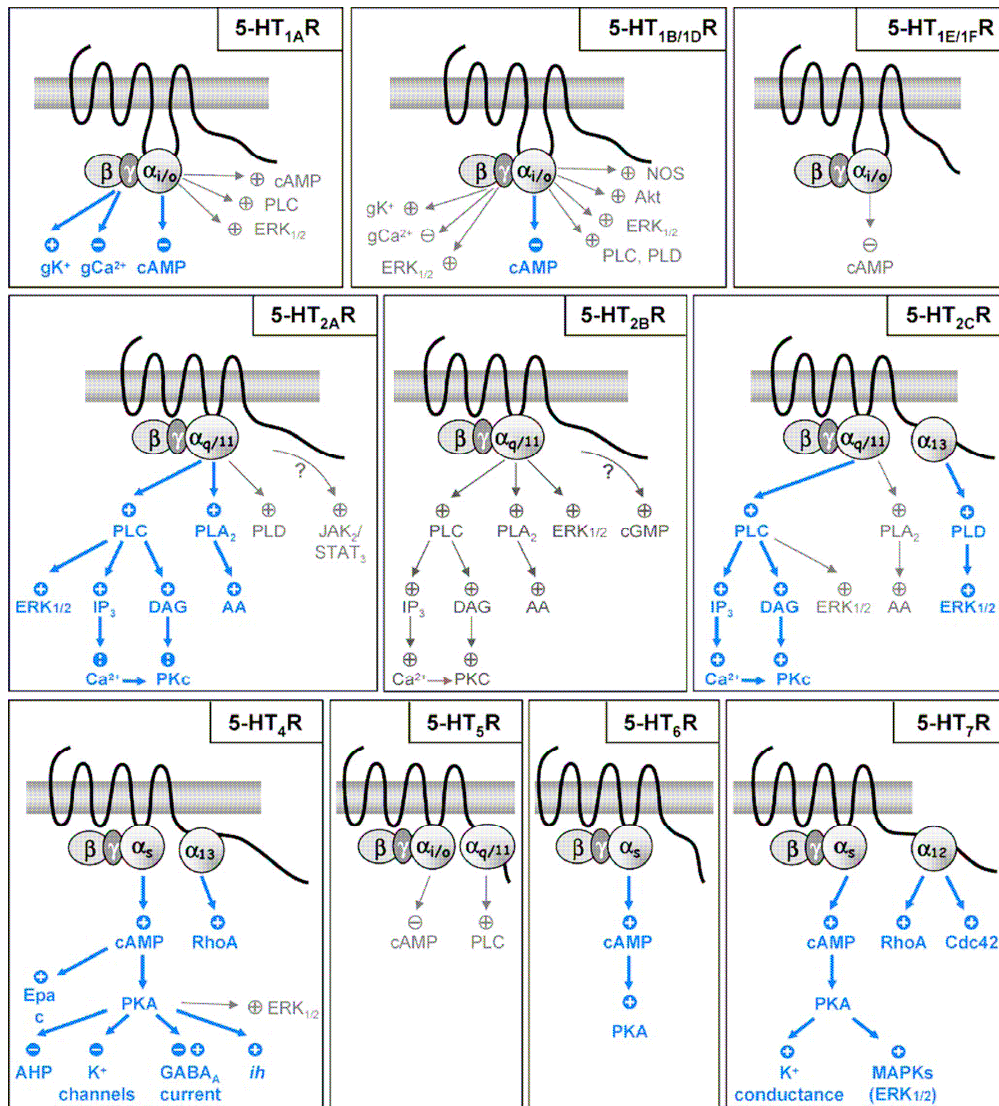 5-HT1AR
β γ αi/o
⊕ cAMP
⊕ PLC
⊕ ERK1/2
⊕ ⊖ ⊖
gK⁺ gCa²⁺ cAMP
5-HT1B/1DR
β γ αi/o
⊕ NOS
⊕ Akt
gK⁺ ⊕
gCa²⁺ ⊖
⊕ ERK1/2
ERK1/2 ⊕
⊖ cAMP
⊕ PLC, PLD
5-HT1E/1FR
β γ αi/o
⊖
cAMP
5-HT2AR
β γ αq/11
?
⊕ ⊕ ⊕ ⊕
PLC PLA2 PLD JAK2/
STAT3
⊕ ⊕ ⊕ ⊕
ERK1/2 IP3 DAG AA
Ca²⁺ PKc
5-HT2BR
β γ αq/11
?
⊕ ⊕ ⊕ ⊕
PLC PLA2 ERK1/2 cGMP
⊕ ⊕ ⊕
IP3 DAG AA
⊕ ⊕
Ca²⁺ PKC
5-HT2CR
β γ αq/11 α13
⊕ ⊕ ⊕
PLC PLA2 PLD
⊕ ⊕ ⊕ ⊕ ⊕
IP3 DAG ERK1/2 AA ERK1/2
⊕ ⊕
Ca²⁺ PKc
5-HT4R
β γ αs α13
⊕ ⊕
cAMP RhoA
⊕
Epa
c
PKA ⊕ ERK1/2
⊖ ⊖ ⊖ ⊕ ⊕
AHP K⁺ GABAA ih
channels current
5-HT5R
β γ αi/o αq/11
⊖ ⊕
cAMP PLC
5-HT6R
β γ αs
⊕
cAMP
⊕
PKA
5-HT7R
β γ αs α12
⊕ ⊕ ⊕
cAMP RhoA Cdc42
PKA
⊕ ⊕
K⁺ MAPKs
conductance (ERK1/2)